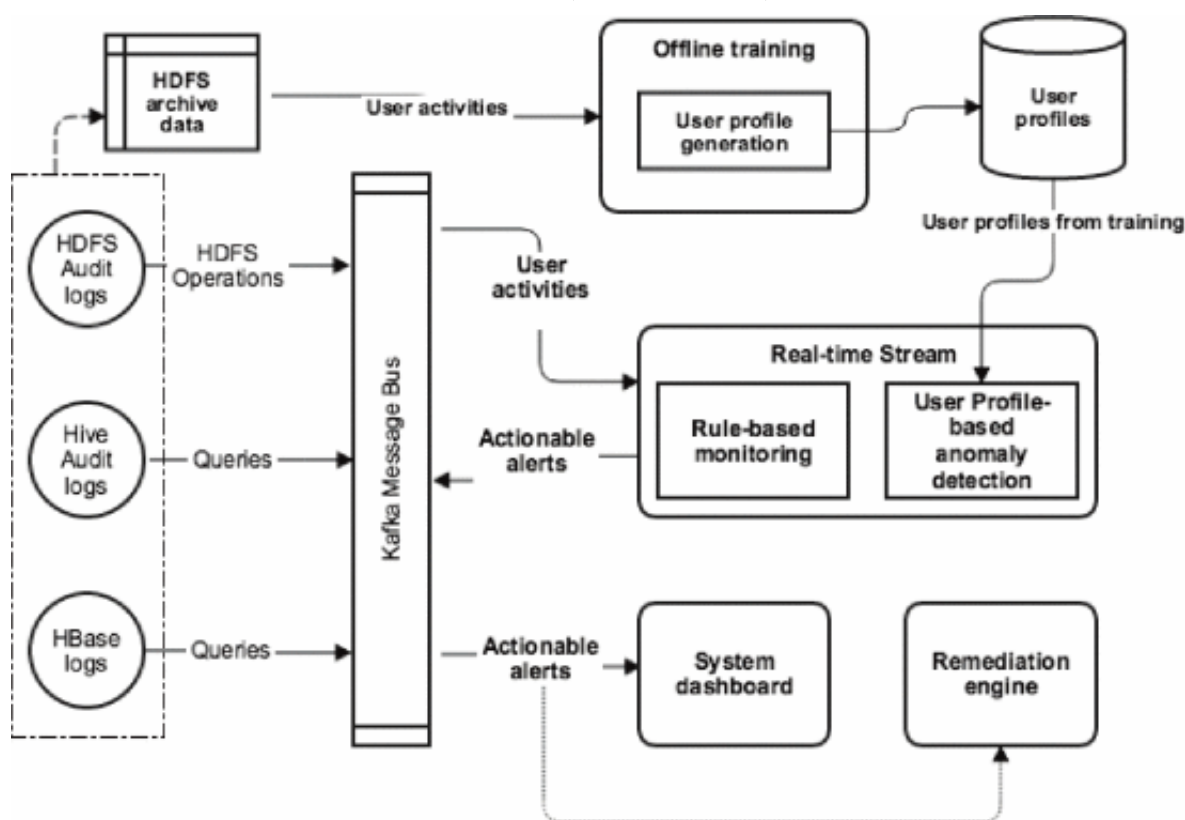 Offline training
HDFS
archive
data
User activities
User profile
generation
User
profiles
User profiles from training
HDFS
Audit
logs
HDFS
Operations
User
activities
Kafka Message Bus
Real-time Stream
Rule-based
monitoring
User Profile-
based
anomaly
detection
Hive
Audit
logs
Queries
Actionable
alerts
HBase
logs
Queries
Actionable
alerts
System
dashboard
Remediation
engine